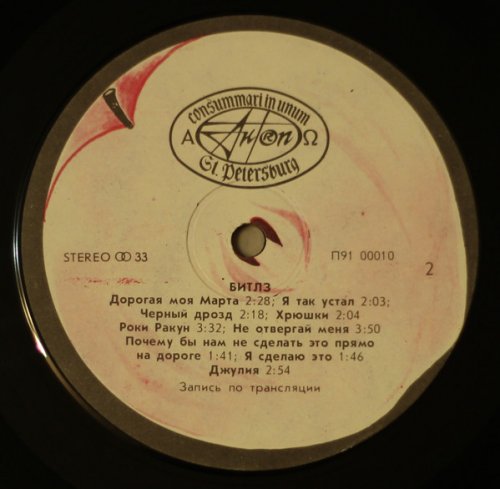 consummari in unum
А АКОП Ω
St. Petersburg
STEREO 33
П91 00010
2
БИТЛЗ
Дорогая моя Марта 2:28; Я так устал 2:03;
Черный дрозд 2:18; Хрюшки 2:04
Роки Ракун 3:32; Не отвергай меня 3:50
Почему бы нам не сделать это прямо
на дороге 1:41; Я сделаю это 1:46
Джулия 2:54
Запись по трансляции